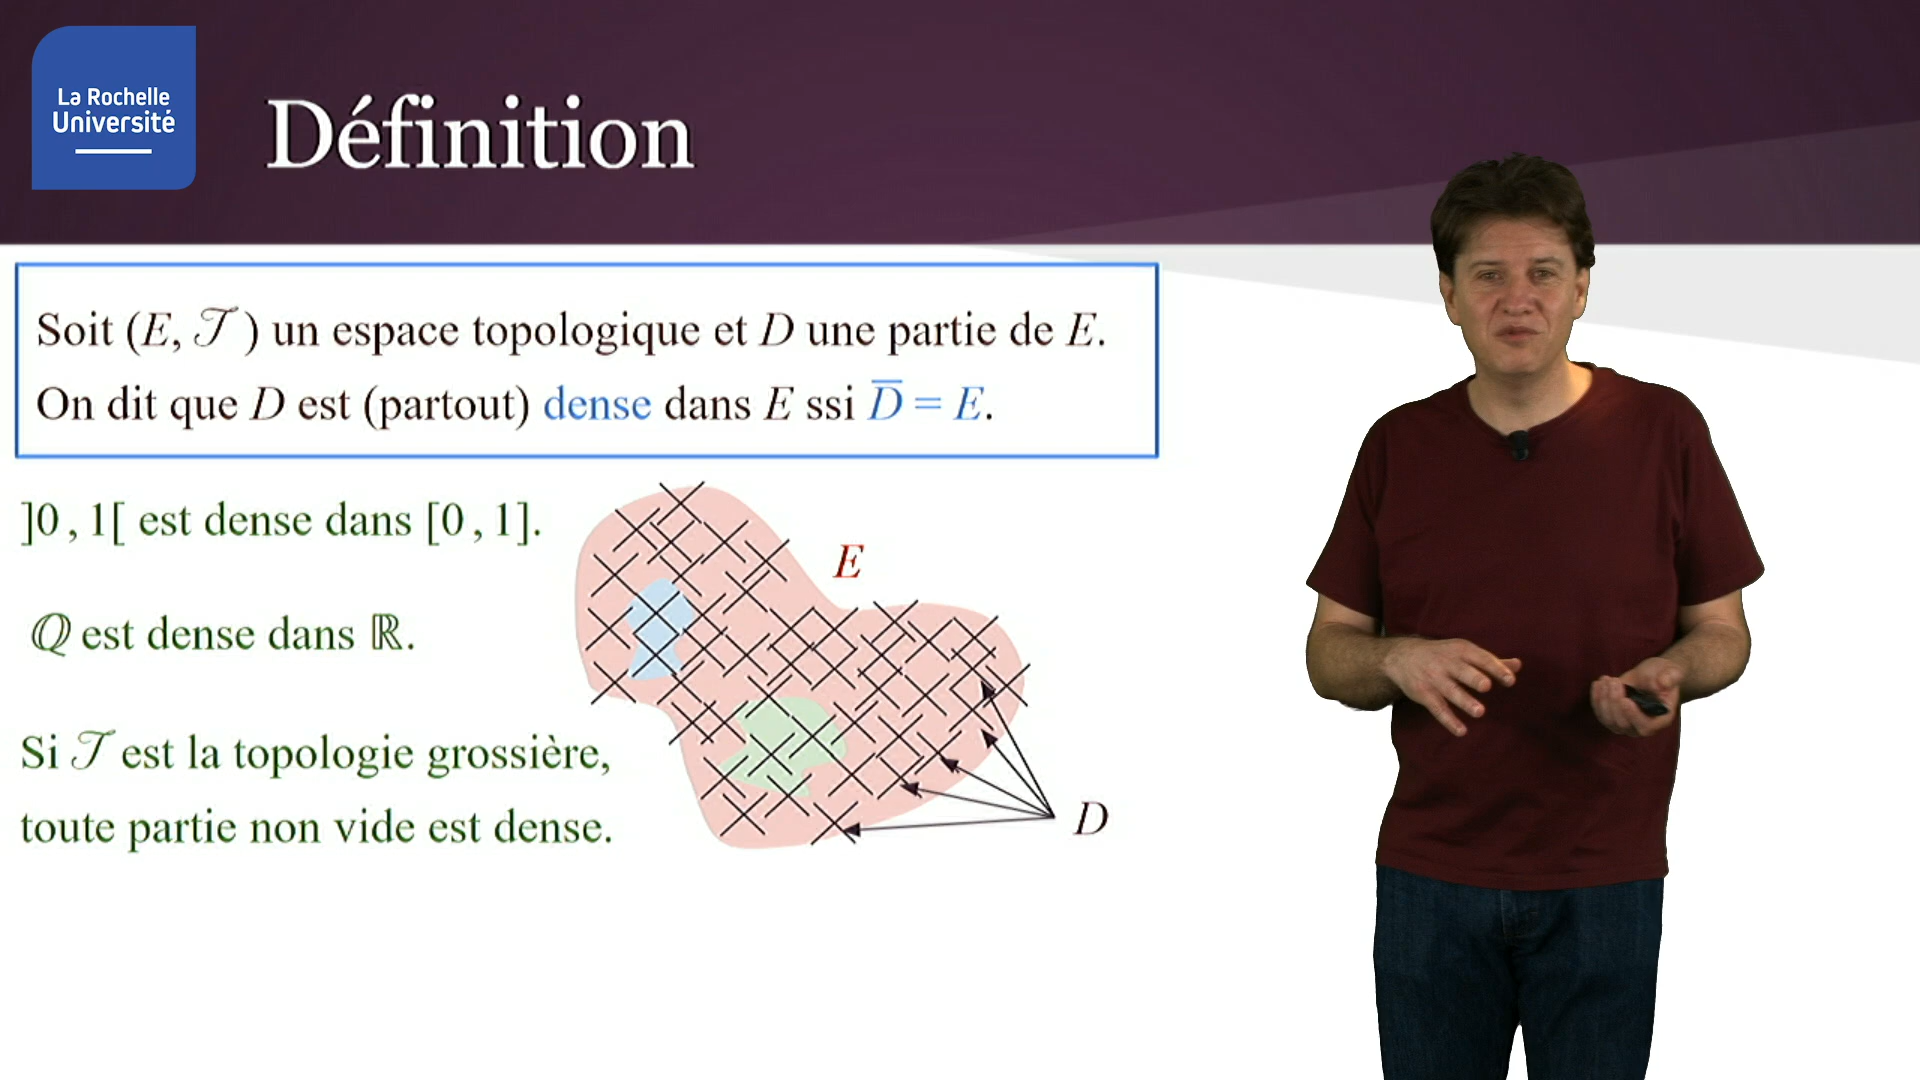 La Rochelle
Université
Définition
Soit (E, 𝒯) un espace topologique et D une partie de E.
On dit que D est (partout) dense dans E ssi D̅ = E.
]0 , 1[ est dense dans [0 , 1].
ℚ est dense dans ℝ.
Si 𝒯 est la topologie grossière,
toute partie non vide est dense.
E
D